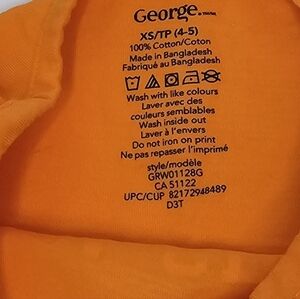 George
XS/TP (4-5)
100% Cotton/Coton
Made in Bangladesh
Fabriqué au Bangladesh
Wash with like colours
Laver avec des
couleurs semblables
Wash inside out
Laver à l'envers
Do not iron on print
Ne pas repasser l'imprimé
style/modèle
GRW01128G
CA 51122
UPC/CUP 82172948489
D3T